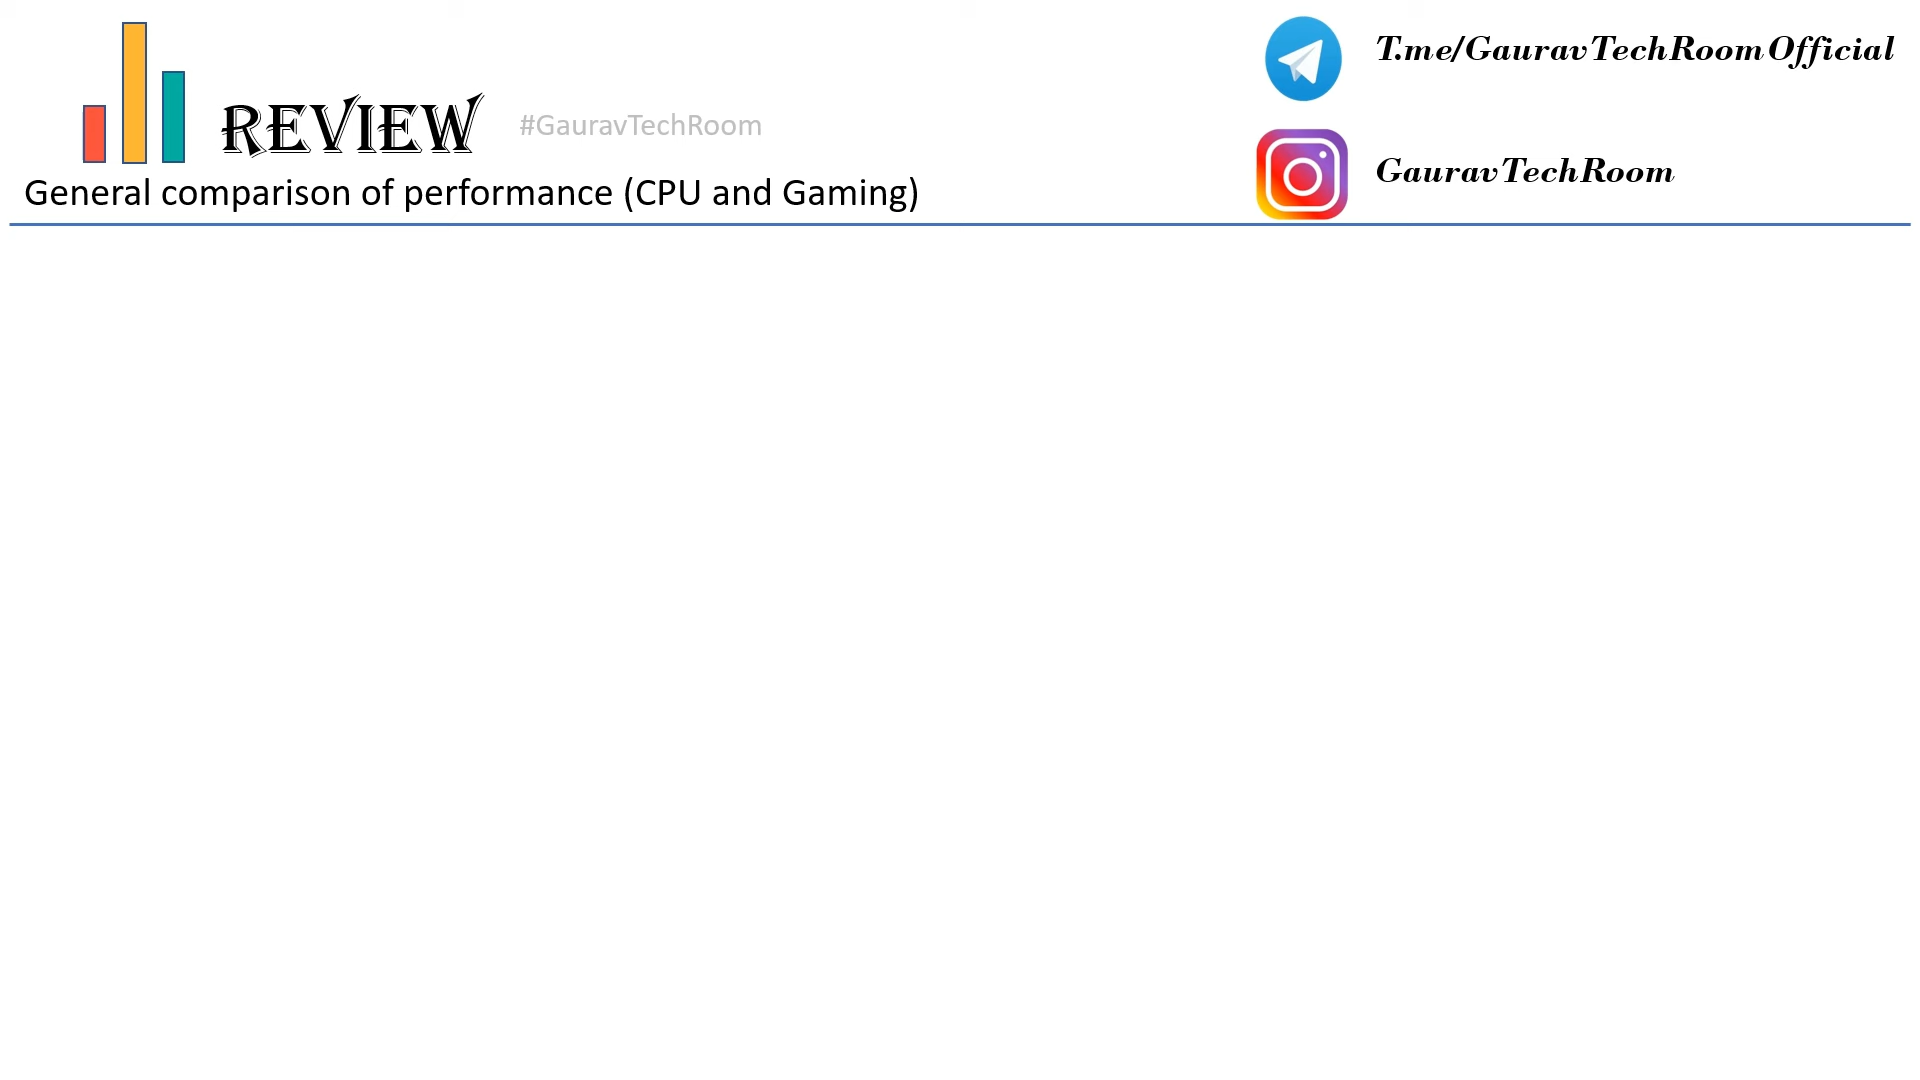 REVIEW #GauravTechRoom
General comparison of performance (CPU and Gaming)
T.me/GauravTechRoomOfficial
GauravTechRoom